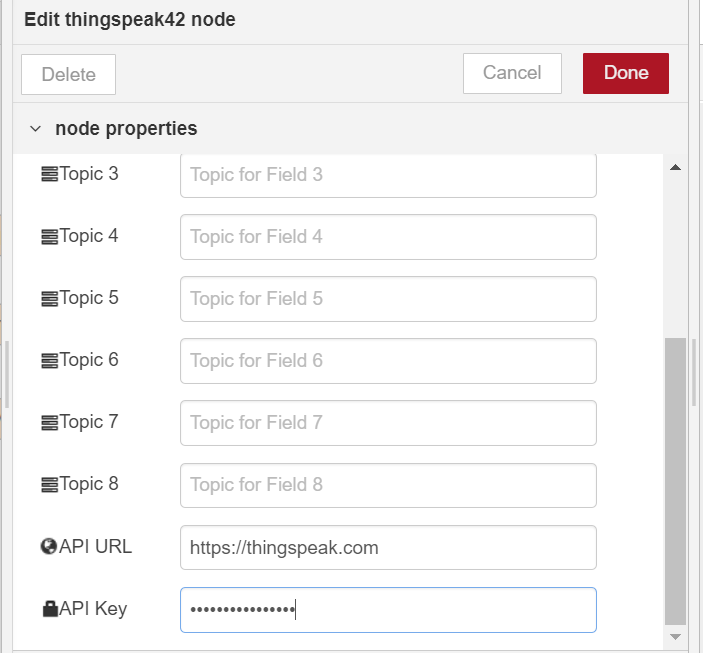 Edit thingspeak42 node
Delete
Cancel
Done
node properties
Topic 3
Topic for Field 3
Topic 4
Topic for Field 4
Topic 5
Topic for Field 5
Topic 6
Topic for Field 6
Topic 7
Topic for Field 7
Topic 8
Topic for Field 8
API URL
https://thingspeak.com
API Key
••••••••••••••••